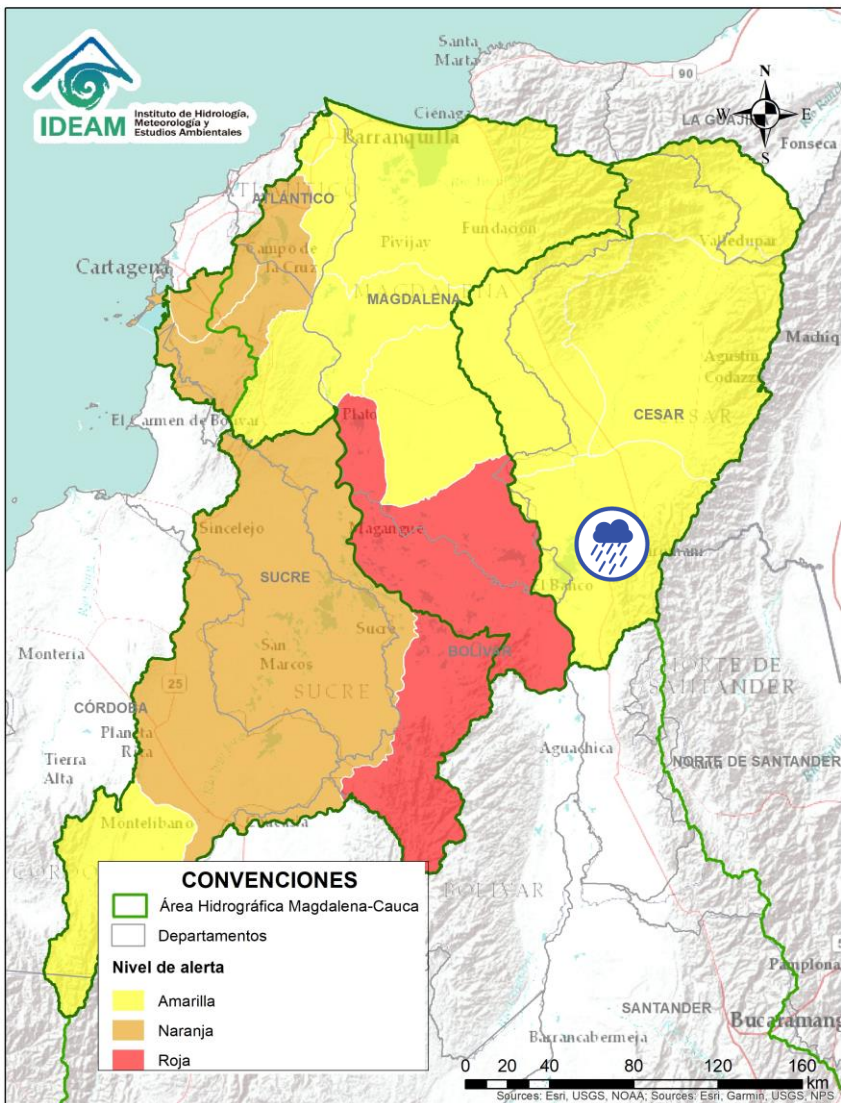 IDEAM
Instituto de Hidrología,
Meteorología y
Estudios Ambientales
Santa
Marta
90
N
W
E
S
Ciénaga
LA GUAJI
Fonseca
Barranquilla
ATLÁNTICO
Valledupar
Pivijay
Fundación
Campo de
la Cruz
Cartagena
MAGDALENA
Machiq
Agustín
Codazzi
El Carmen de Bolívar
Plato
CESAR
Sincelejo
Magangué
SUCRE
El Banco
Sucre
San
Marcos
BOLÍVAR
Montería
SUCRE
25
NORTE DE
SANTANDER
CÓRDOBA
Planeta
Rica
Aguachica
Tierra
Alta
NORTE DE SANTANDER
Montelíbano
BOLÍVAR
CONVENCIONES
Área Hidrográfica Magdalena-Cauca
Departamentos
Nivel de alerta
Amarilla
Naranja
Roja
Pamplona
SANTANDER
Bucaramang
Barrancabermeja
0 20 40 80 120 160
km
Sources: Esri, USGS, NOAA; Sources: Esri, Garmin, USGS, NPS